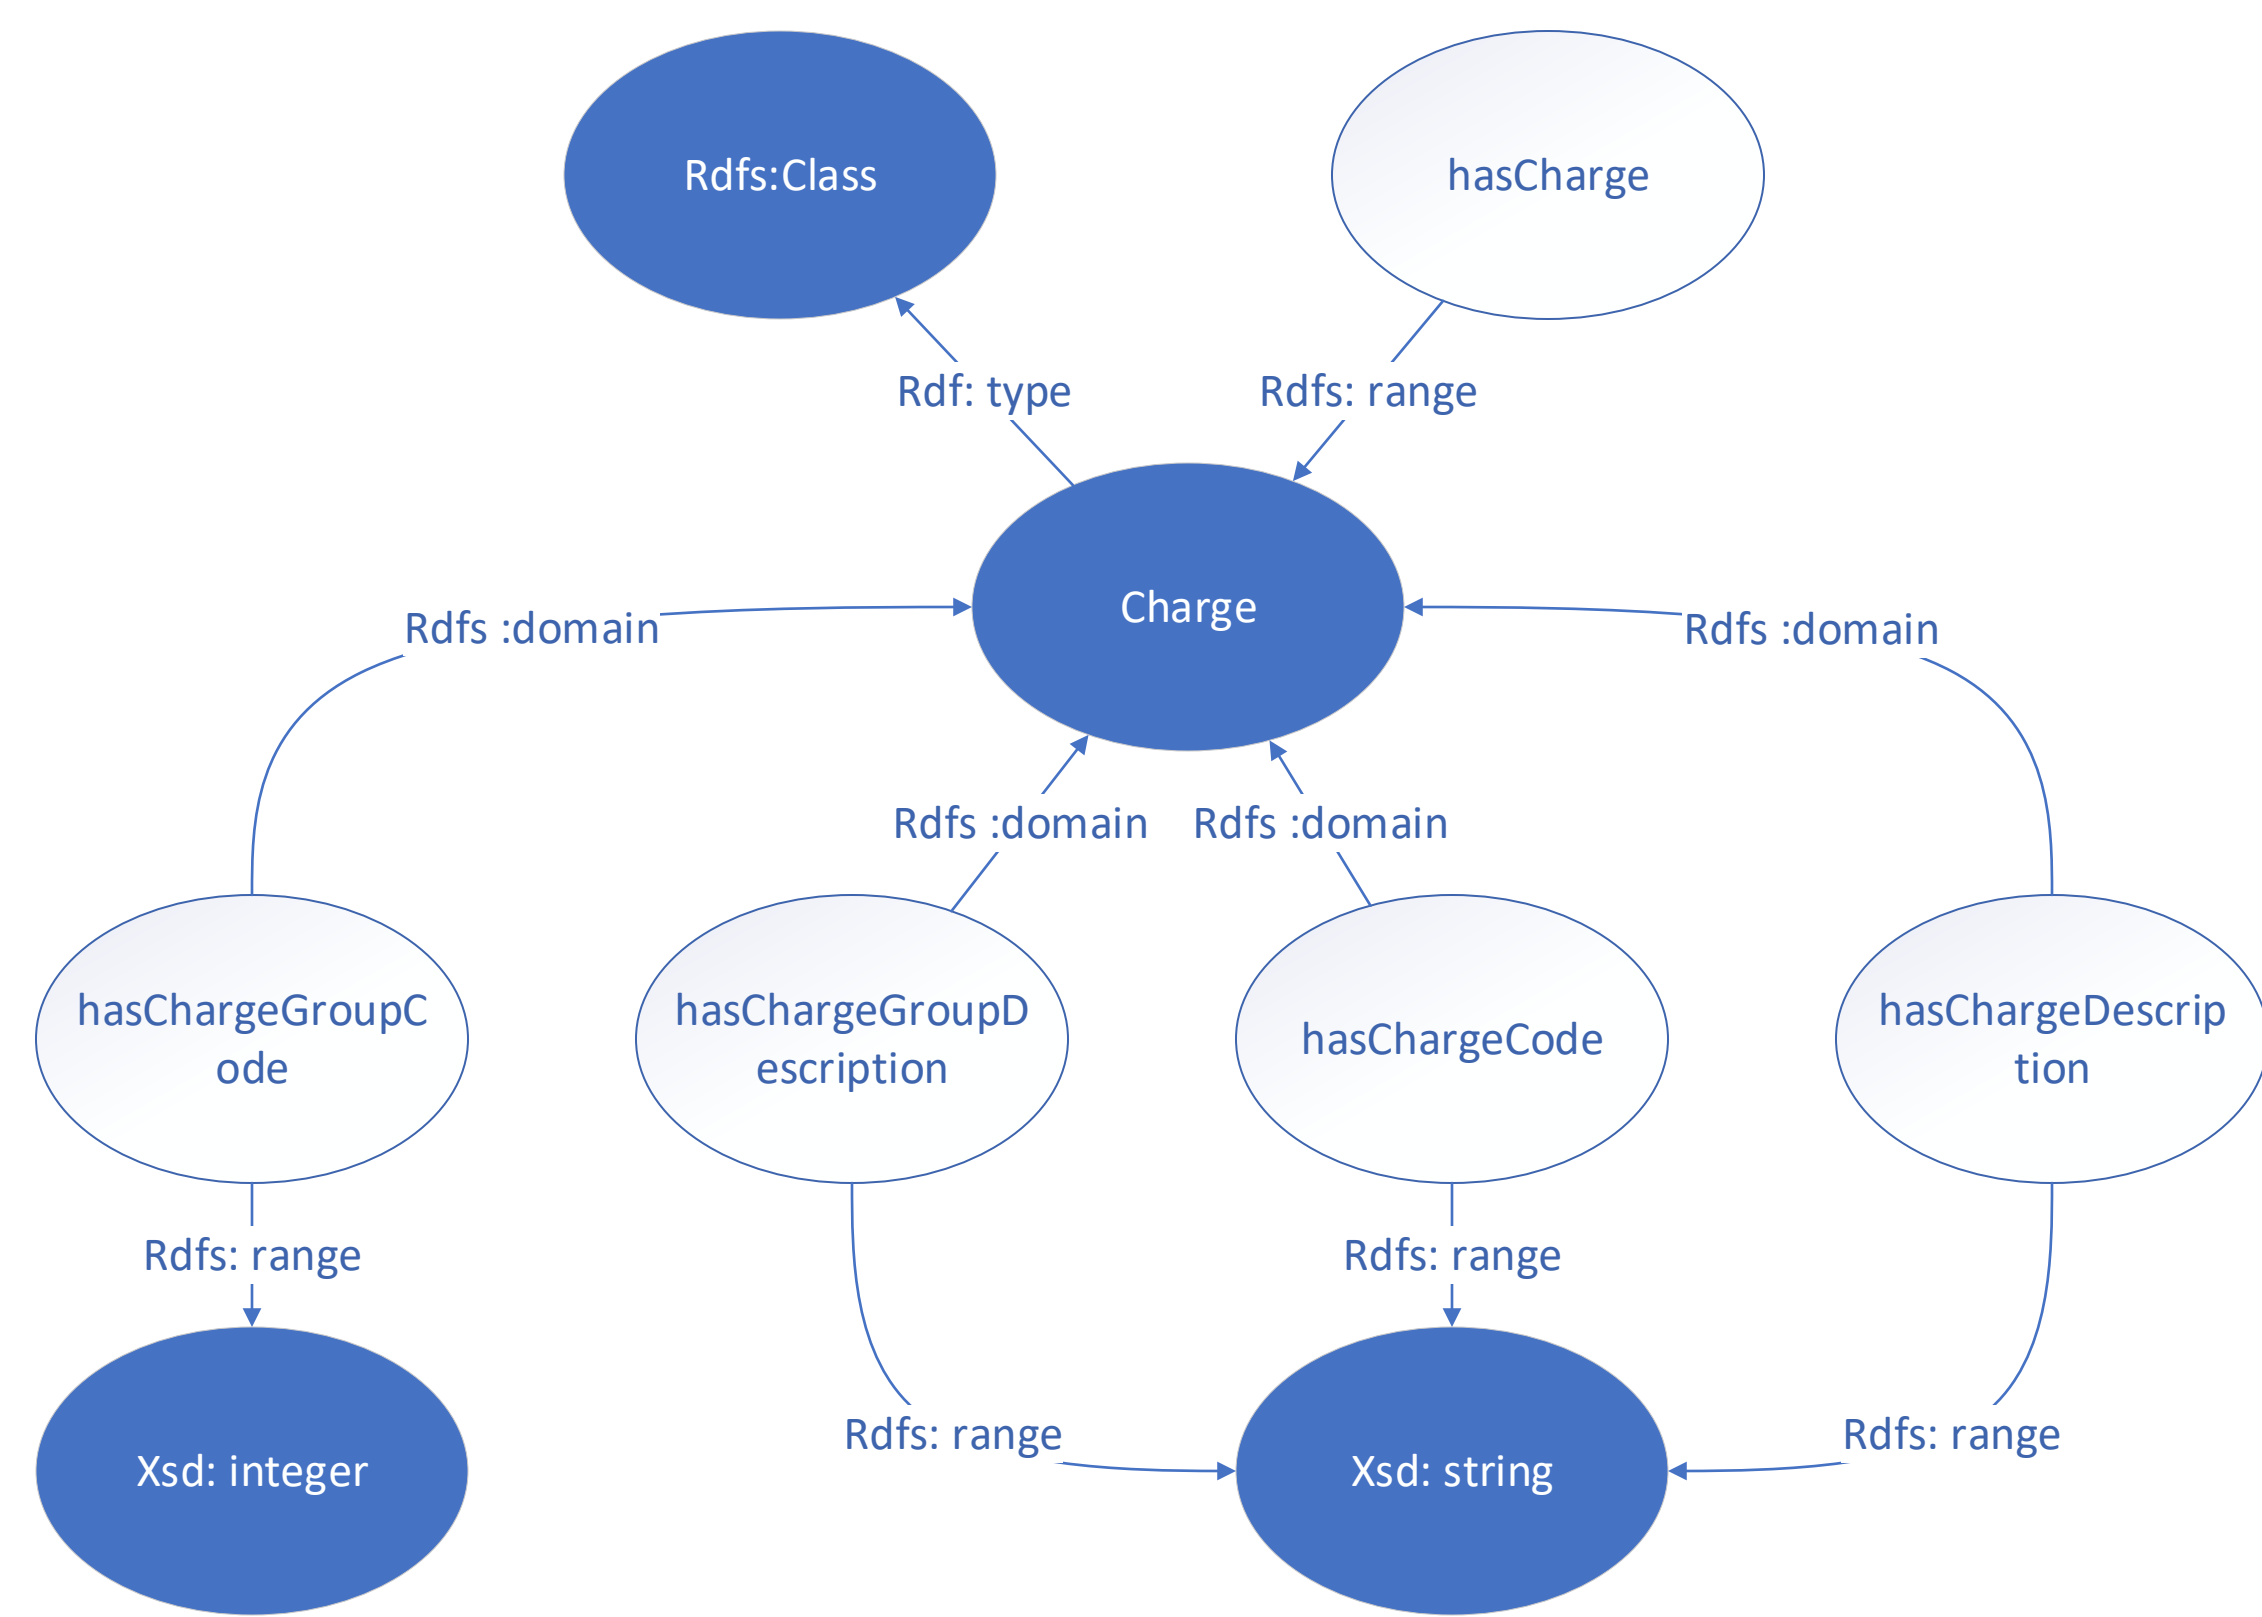 Rdfs:Class
hasCharge
Rdf: type
Rdfs: range
Charge
Rdfs :domain
Rdfs :domain
Rdfs :domain
Rdfs :domain
hasChargeGroupC
ode
hasChargeGroupD
escription
hasChargeCode
hasChargeDescrip
tion
Rdfs: range
Rdfs: range
Rdfs: range
Rdfs: range
Xsd: integer
Xsd: string